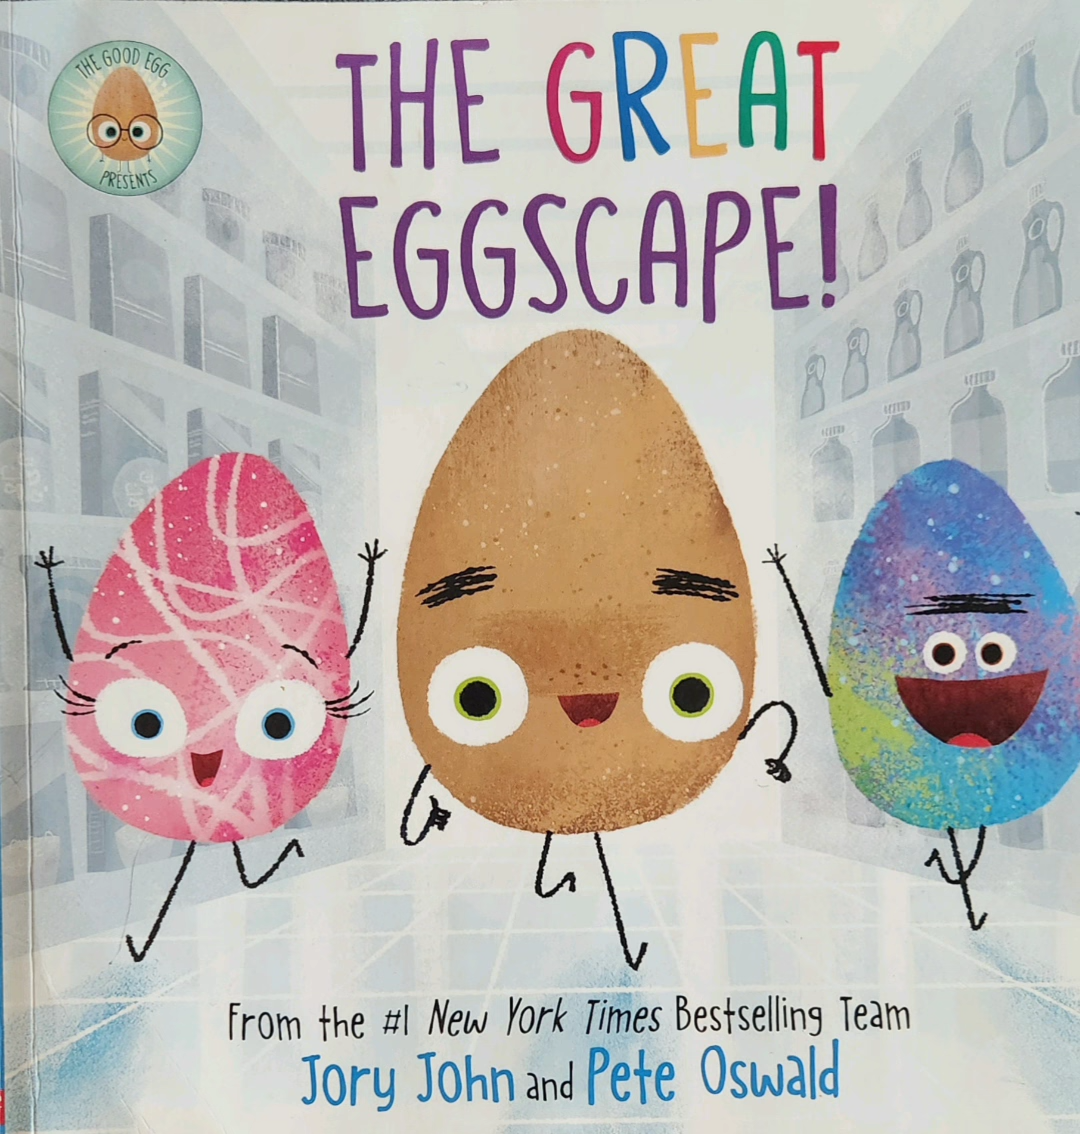 THE GOOD EGG
PRESENTS
THE GREAT
EGGSCAPE!
From the #1 New York Times Bestselling Team
Jory John and Pete Oswald